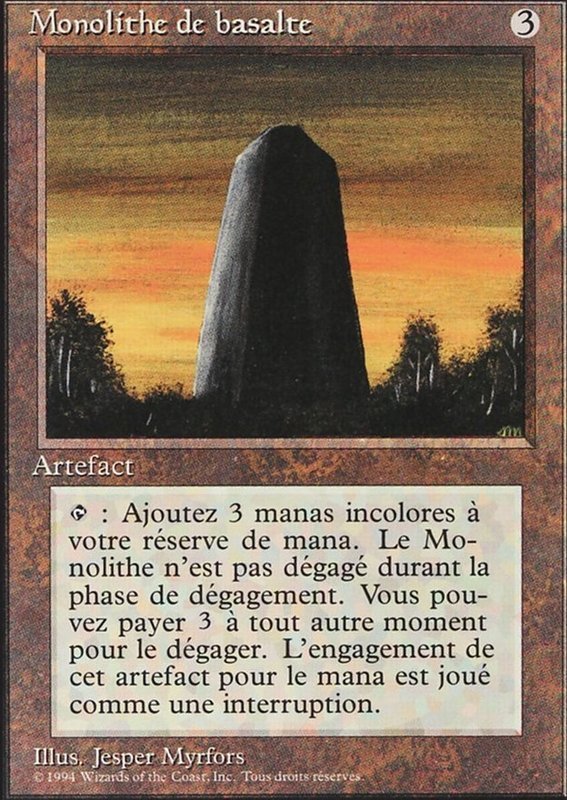 Monolithe de basalte 3
Artefact
: Ajoutez 3 manas incolores à
votre réserve de mana. Le Mo-
nolithe n'est pas dégagé durant la
phase de dégagement. Vous pou-
vez payer 3 à tout autre moment
pour le dégager. L'engagement de
cet artefact pour le mana est joué
comme une interruption.
Illus. Jesper Myrfors
© 1994 Wizards of the Coast, Inc. Tous droits réservés.